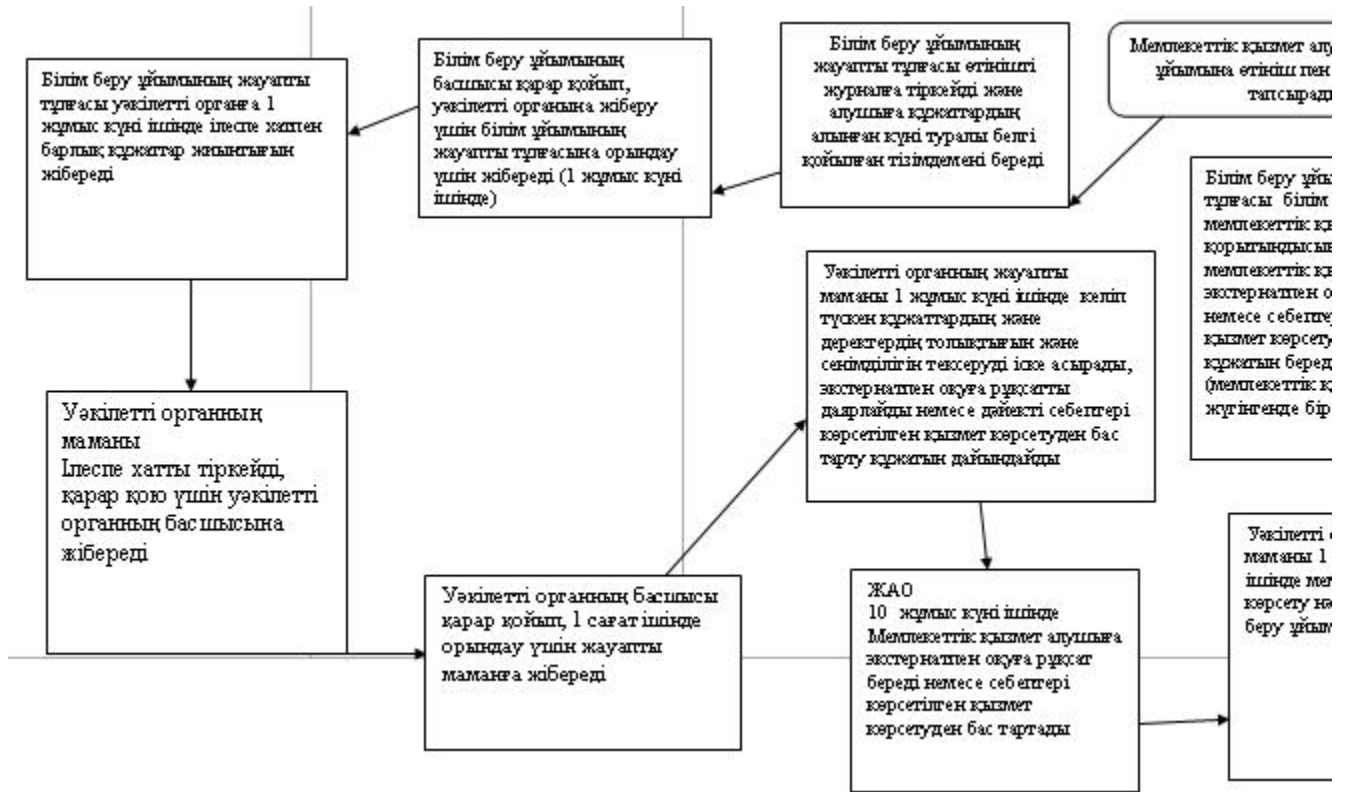 Білім беру ұйымының жауапты
тұлғасы уәкілетті органға 1
жұмыс күні ішінде ілеспе хатпен
барлық құжаттар жиынтығын
жібереді
Білім беру ұйымының
басшысы қарар қойып,
уәкілетті органына жіберу
үшін білім ұйымының
жауапты тұлғасына орындау
үшін жібереді (1 жұмыс күні
ішінде)
Білім беру ұйымының
жауапты тұлғасы өтінішті
журналға тіркейді және
алушыға құжаттардың
алынған күні туралы белгі
қойылған тізімдемені береді
Мемлекеттік қызмет алу
ұйымына өтініш пен
тапсырады
Білім беру ұйы
тұлғасы білім
мемлекеттік қы
қорытындысын
мемлекеттік қы
экстернатпен о
немесе себепте
қызмет көрсету
құжатын береді
(мемлекеттік қ
жүгінгенде бір
Уәкілетті органның жауапты
маманы 1 жұмыс күні ішінде келіп
түскен құжаттардың және
деректердің толықтығын және
сенімділігін тексеруді іске асырады,
экстернатпен оқуға рұқсатты
даярлайды немесе дәйекті себептері
көрсетілген қызмет көрсетуден бас
тарту құжатын дайындайды
Уәкілетті органның
маманы
Ілеспе хатты тіркейді,
қарар қою үшін уәкілетті
органның басшысына
жібереді
Уәкілетті органның басшысы
қарар қойып, 1 сағат ішінде
орындау үшін жауапты
маманға жібереді
ЖАО
10 жұмыс күні ішінде
Мемлекеттік қызмет алушыға
экстернатпен оқуға рұқсат
береді немесе себептері
көрсетілген қызмет
көрсетуден бас тартады
Уәкілетті
маманы 1
ішінде мем
көрсету нә
беру ұйым